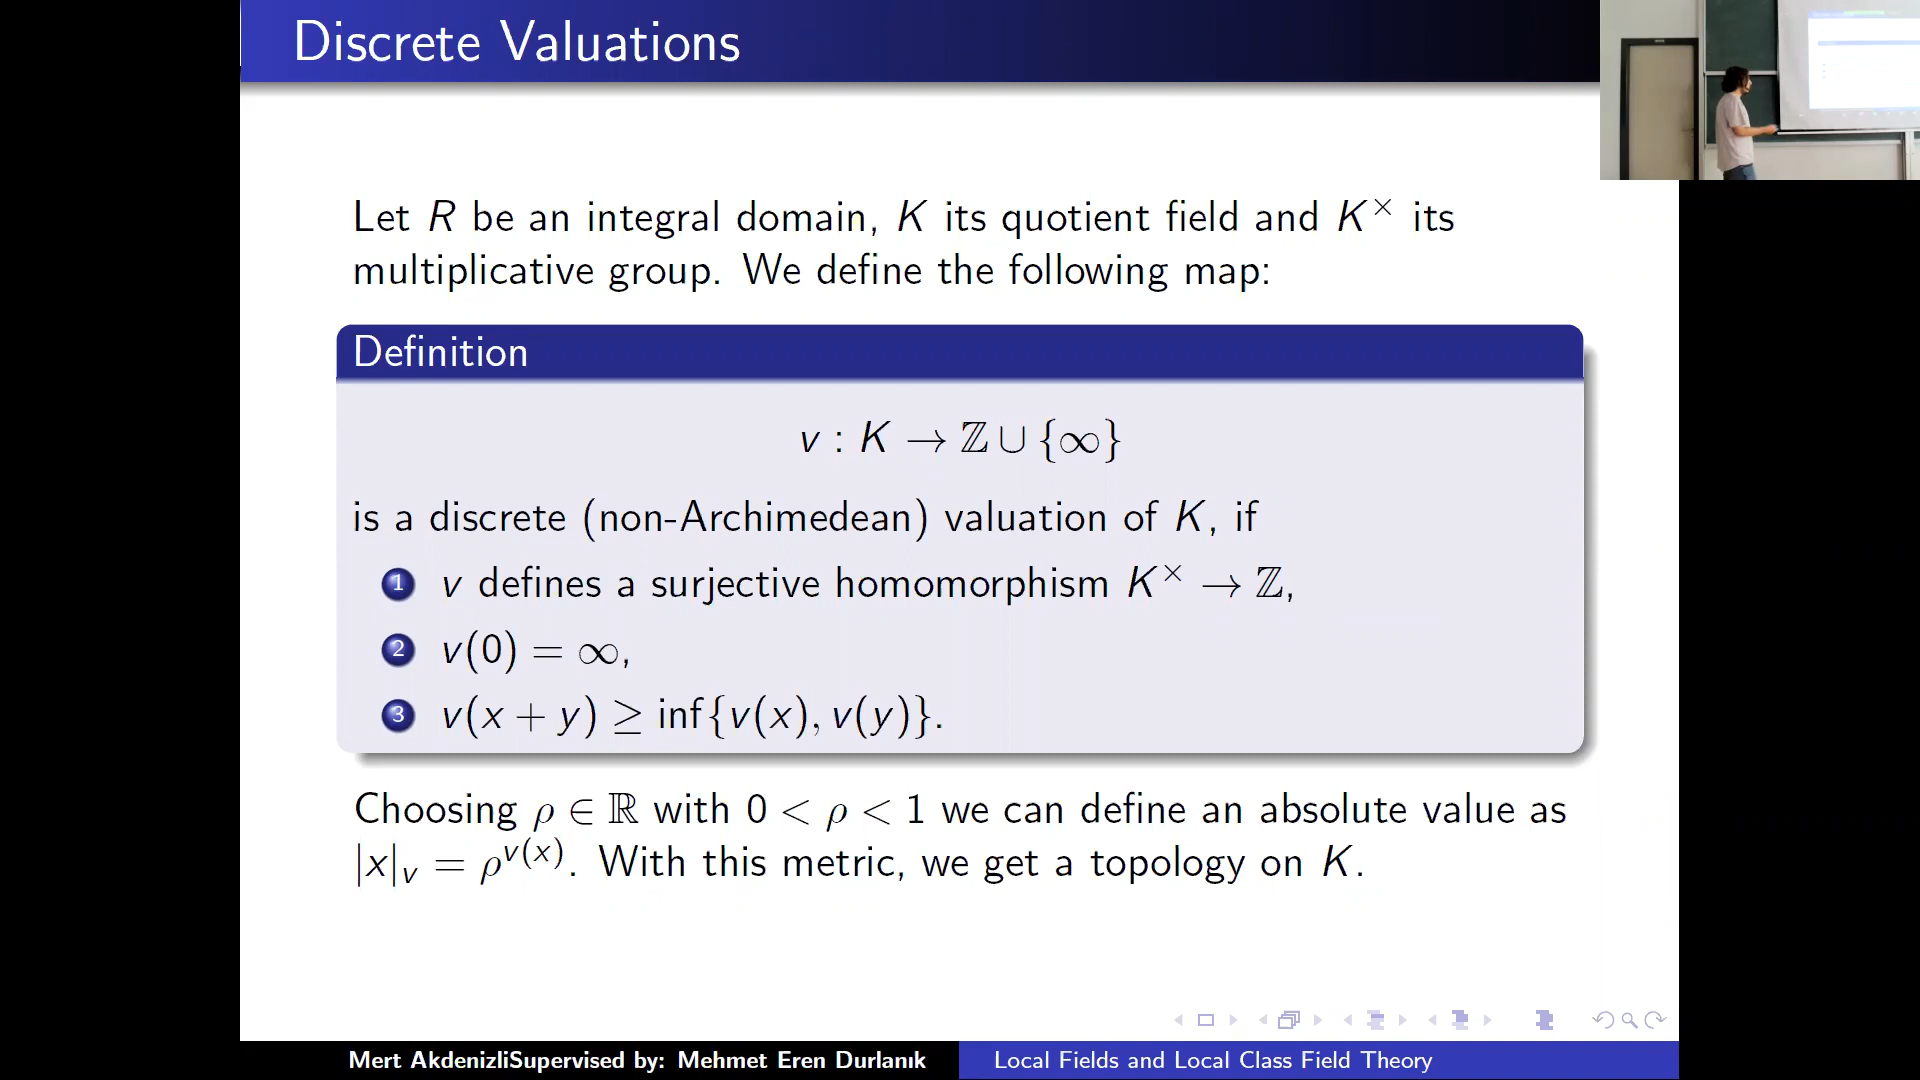 Discrete Valuations
Let R be an integral domain, K its quotient field and K^× its
multiplicative group. We define the following map:
Definition
v : K → ℤ ∪ {∞}
is a discrete (non-Archimedean) valuation of K, if
1 v defines a surjective homomorphism K^× → ℤ,
2 v(0) = ∞,
3 v(x + y) ≥ inf{v(x), v(y)}.
Choosing ρ ∈ ℝ with 0 < ρ < 1 we can define an absolute value as
|x|_v = ρ^{v(x)}. With this metric, we get a topology on K.
Mert AkdenizliSupervised by: Mehmet Eren Durlanık
Local Fields and Local Class Field Theory